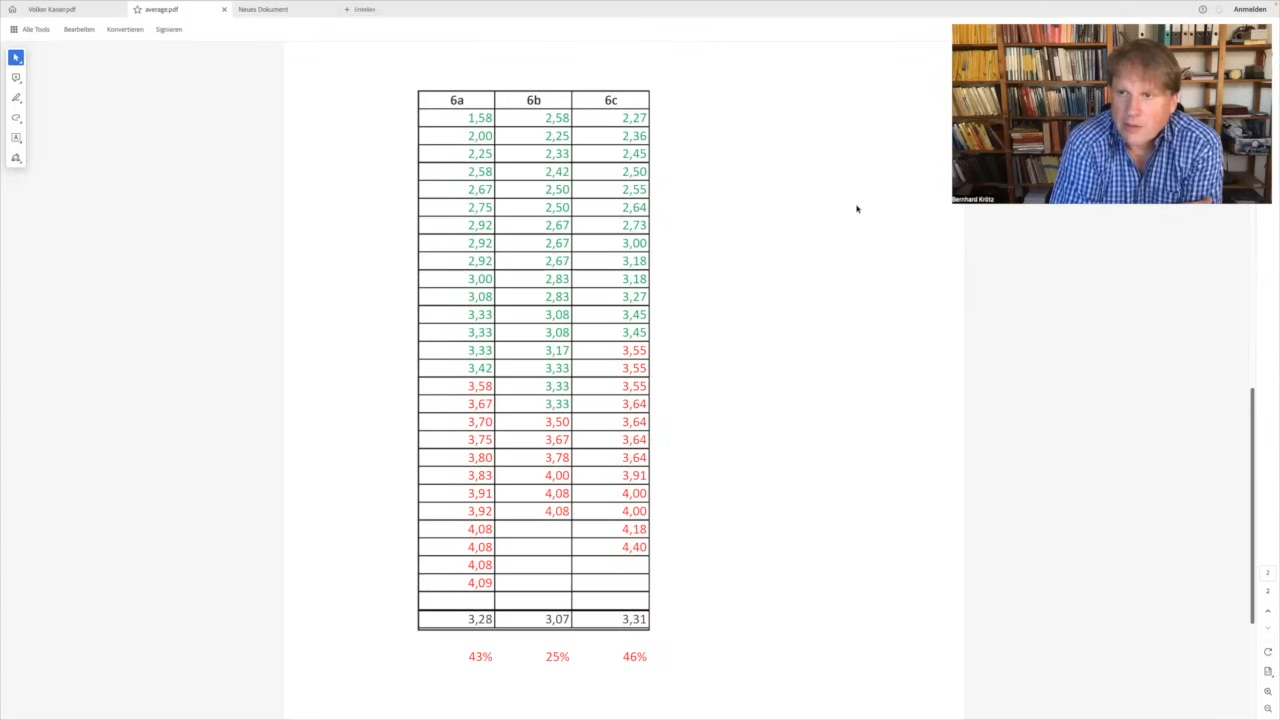 Volker Kaiser.pdf average.pdf Neues Dokument Erstellen Anmelden
Alle Tools Bearbeiten Konvertieren Signieren
Bernhard Krötz
6a 6b 6c
1,58 2,58 2,27
2,00 2,25 2,36
2,25 2,33 2,45
2,58 2,42 2,50
2,67 2,50 2,55
2,75 2,50 2,64
2,92 2,67 2,73
2,92 2,67 3,00
2,92 2,67 3,18
3,00 2,83 3,18
3,08 2,83 3,27
3,33 3,08 3,45
3,33 3,08 3,45
3,33 3,17 3,55
3,42 3,33 3,55
3,58 3,33 3,55
3,67 3,33 3,64
3,70 3,50 3,64
3,75 3,67 3,64
3,80 3,78 3,64
3,83 4,00 3,91
3,91 4,08 4,00
3,92 4,08 4,00
4,08 4,18
4,08 4,40
4,08
4,09
3,28 3,07 3,31
43% 25% 46%
2
2